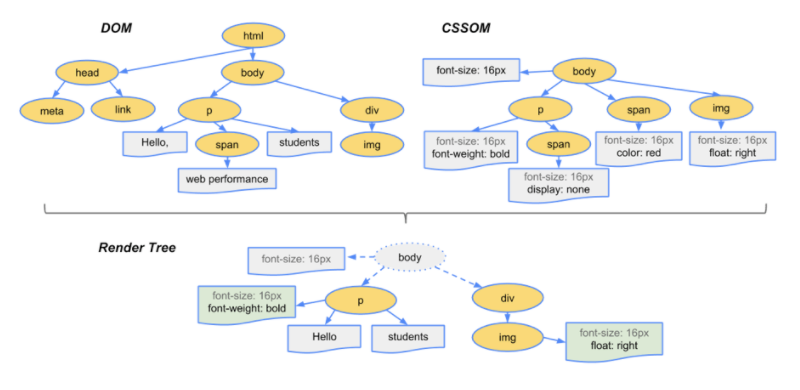 DOM
CSSOM
html
head
body
meta
link
p
div
Hello,
span
students
img
web performance
font-size: 16px
body
p
span
img
font-size: 16px
font-weight: bold
span
font-size: 16px
color: red
font-size: 16px
float: right
font-size: 16px
display: none
Render Tree
font-size: 16px
body
font-size: 16px
font-weight: bold
p
div
Hello
students
img
font-size: 16px
float: right